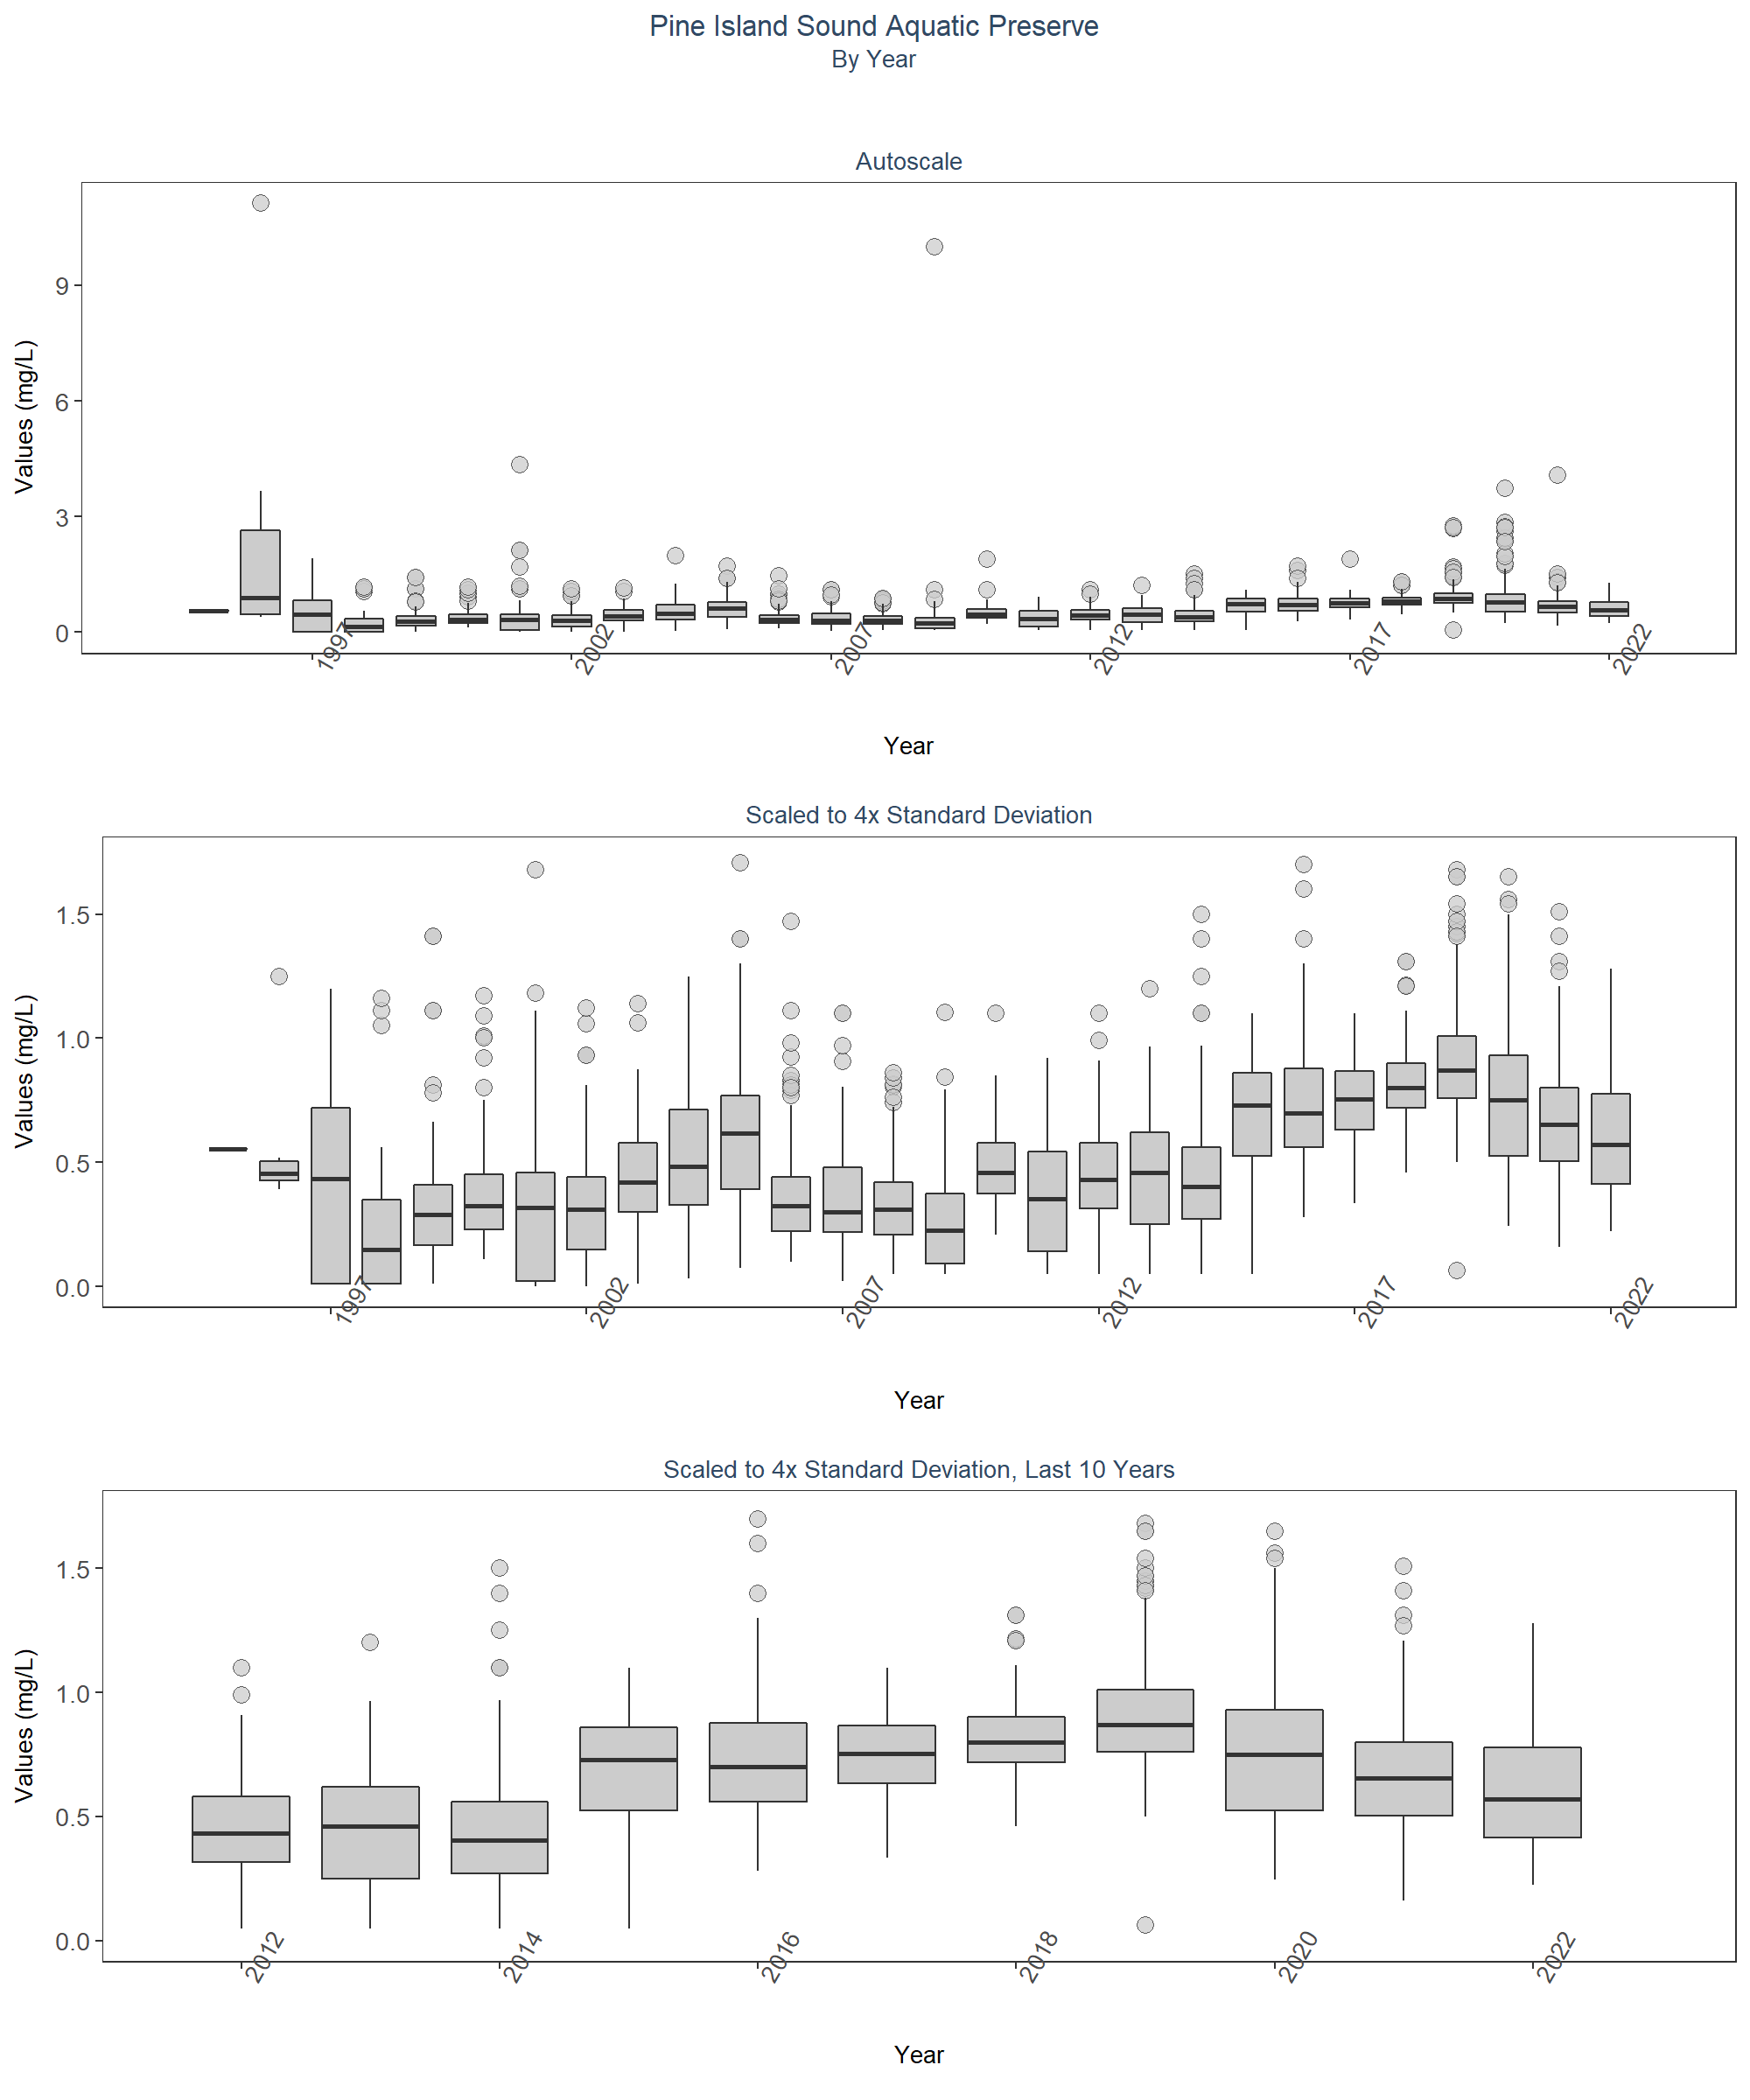 Pine Island Sound Aquatic Preserve
By Year
Autoscale
Values (mg/L)
9
6
3
0
1997
2002
2007
2012
2017
2022
Year
Scaled to 4x Standard Deviation
Values (mg/L)
1.5
1.0
0.5
0.0
1997
2002
2007
2012
2017
2022
Year
Scaled to 4x Standard Deviation, Last 10 Years
Values (mg/L)
1.5
1.0
0.5
0.0
2012
2014
2016
2018
2020
2022
Year